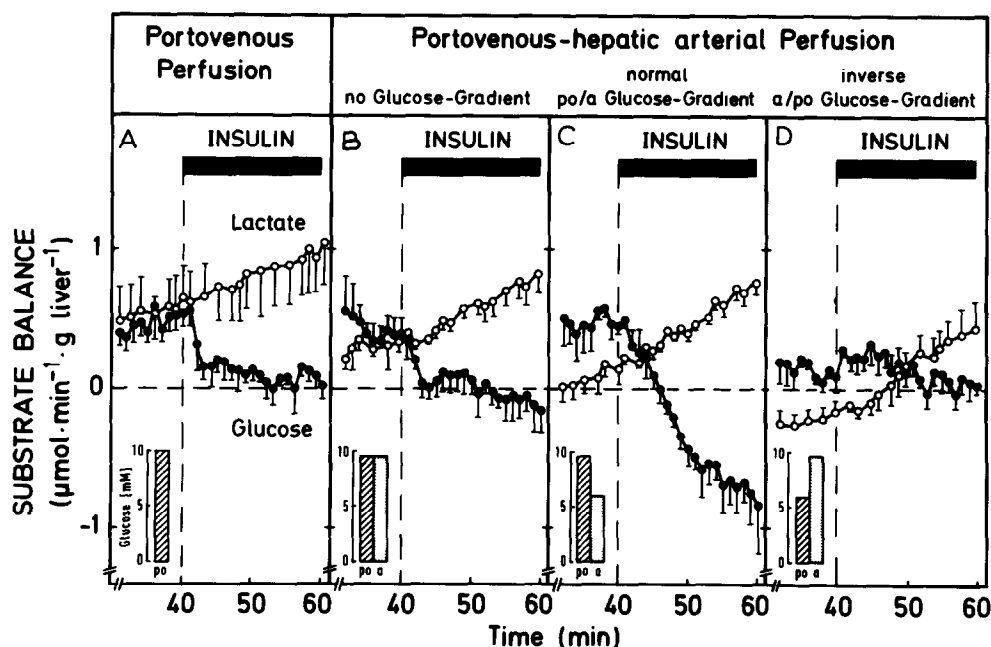 Portovenous
Perfusion
Portovenous-hepatic arterial Perfusion
no Glucose-Gradient
normal
po/a Glucose-Gradient
inverse
a/po Glucose-Gradient
A
INSULIN
B
INSULIN
C
INSULIN
D
INSULIN
Lactate
Glucose
SUBSTRATE BALANCE
(µmol·min⁻¹·g liver⁻¹)
1
0
-1
Glucose [mM]
10
5
0
po
10
5
0
po a
10
5
0
po a
10
5
0
po a
40 50 60
40 50 60
40 50 60
40 50 60
Time (min)